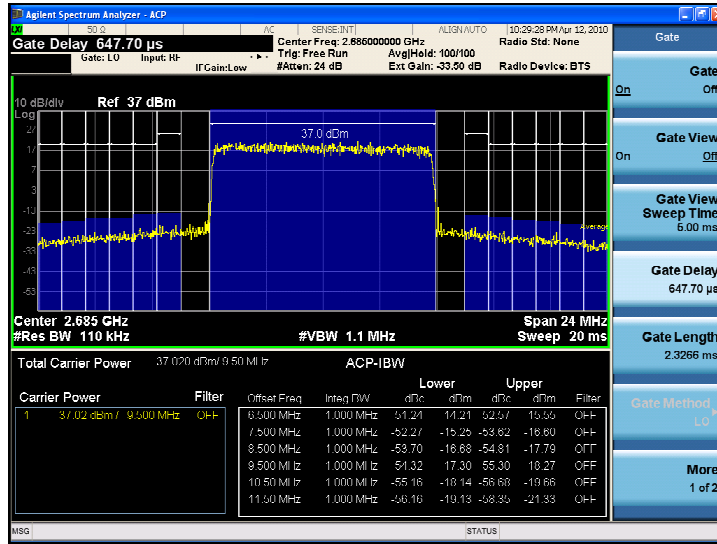 Agilent Spectrum Analyzer - ACP
LXI 50 Ω AC SENSE:INT ALIGN AUTO 10:29:28 PM Apr 12, 2010
Gate Delay 647.70 µs
Center Freq: 2.685000000 GHz Radio Std: None
Trig: Free Run Avg|Hold: 100/100
Gate: LO Input: RF IFGain:Low #Atten: 24 dB Ext Gain: -33.50 dB Radio Device: BTS
10 dB/div Ref 37 dBm
Log
27
17
7
-3
-13
-23
-33
-43
-53
37.0 dBm
Average
Center 2.685 GHz Span 24 MHz
#Res BW 110 kHz #VBW 1.1 MHz Sweep 20 ms
Total Carrier Power 37.020 dBm/ 9.50 MHz ACP-IBW
Lower Upper
Carrier Power Filter Offset Freq Integ BW dBc dBm dBc dBm Filter
1 37.02 dBm / 9.500 MHz OFF 6.500 MHz 1.000 MHz 51.24 14.21 52.57 15.55 OFF
7.500 MHz 1.000 MHz -52.27 -15.25 -53.62 -16.60 OFF
8.500 MHz 1.000 MHz -53.70 -16.68 -54.81 -17.79 OFF
9.500 MHz 1.000 MHz 54.32 17.30 55.30 18.27 OFF
10.50 MHz 1.000 MHz -55.16 -18.14 -56.68 -19.66 OFF
11.50 MHz 1.000 MHz -56.16 -19.13 -58.35 -21.33 OFF
MSG STATUS
Gate
Gate
On Off
Gate View
On Off
Gate View
Sweep Time
5.00 ms
Gate Delay
647.70 µs
Gate Length
2.3266 ms
Gate Method
LO
More
1 of 2